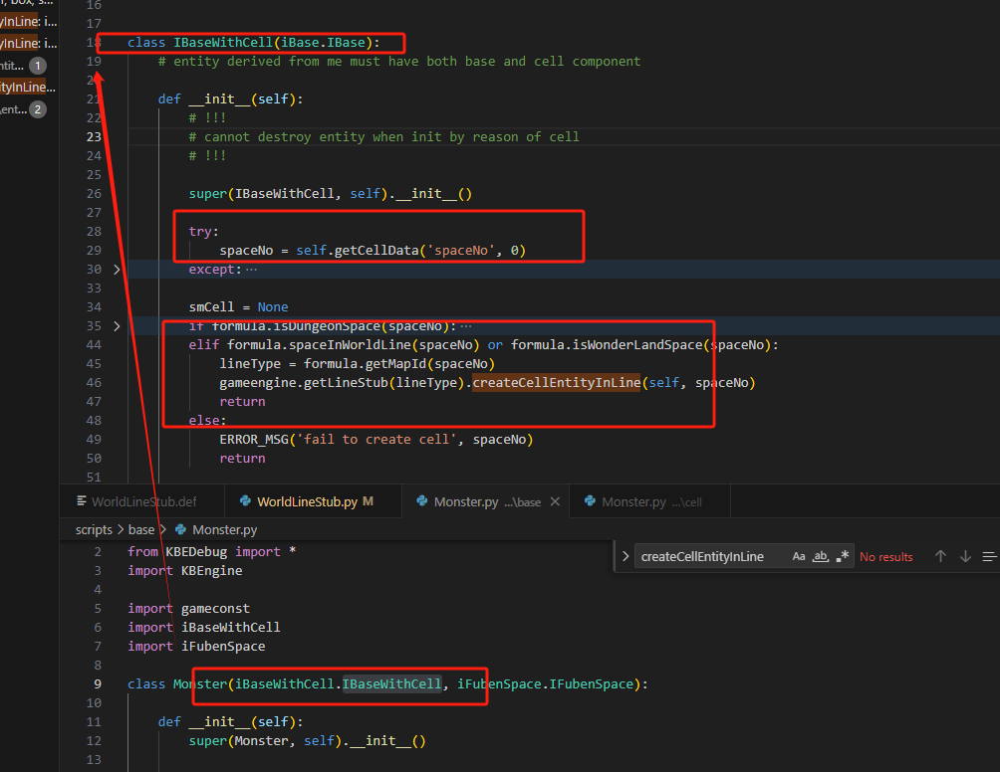 r, box, s...
yInLine: i...
yInLine: i...
ntit... 1
ityInLine...
\ent... 2
16
17
18 class IBaseWithCell(iBase.IBase):
19 # entity derived from me must have both base and cell component
2
21 def __init__(self):
22 # !!!
23 # cannot destroy entity when init by reason of cell
24 # !!!
25
26 super(IBaseWithCell, self).__init__()
27
28 try:
29 spaceNo = self.getCellData('spaceNo', 0)
30 except: ...
33
34 smCell = None
35 if formula.isDungeonSpace(spaceNo): ...
44 elif formula.spaceInWorldLine(spaceNo) or formula.isWonderLandSpace(spaceNo):
45 lineType = formula.getMapId(spaceNo)
46 gameengine.getLineStub(lineType).createCellEntityInLine(self, spaceNo)
47 return
48 else:
49 ERROR_MSG('fail to create cell', spaceNo)
50 return
51
WorldLineStub.def WorldLineStub.py M Monster.py ...\base Monster.py ...\cell
scripts > base > Monster.py
createCellEntityInLine Aa ab .* No results
2 from KBEDebug import *
3 import KBEngine
4
5 import gameconst
6 import iBaseWithCell
7 import iFubenSpace
8
9 class Monster(iBaseWithCell.IBaseWithCell, iFubenSpace.IFubenSpace):
10
11 def __init__(self):
12 super(Monster, self).__init__()
13